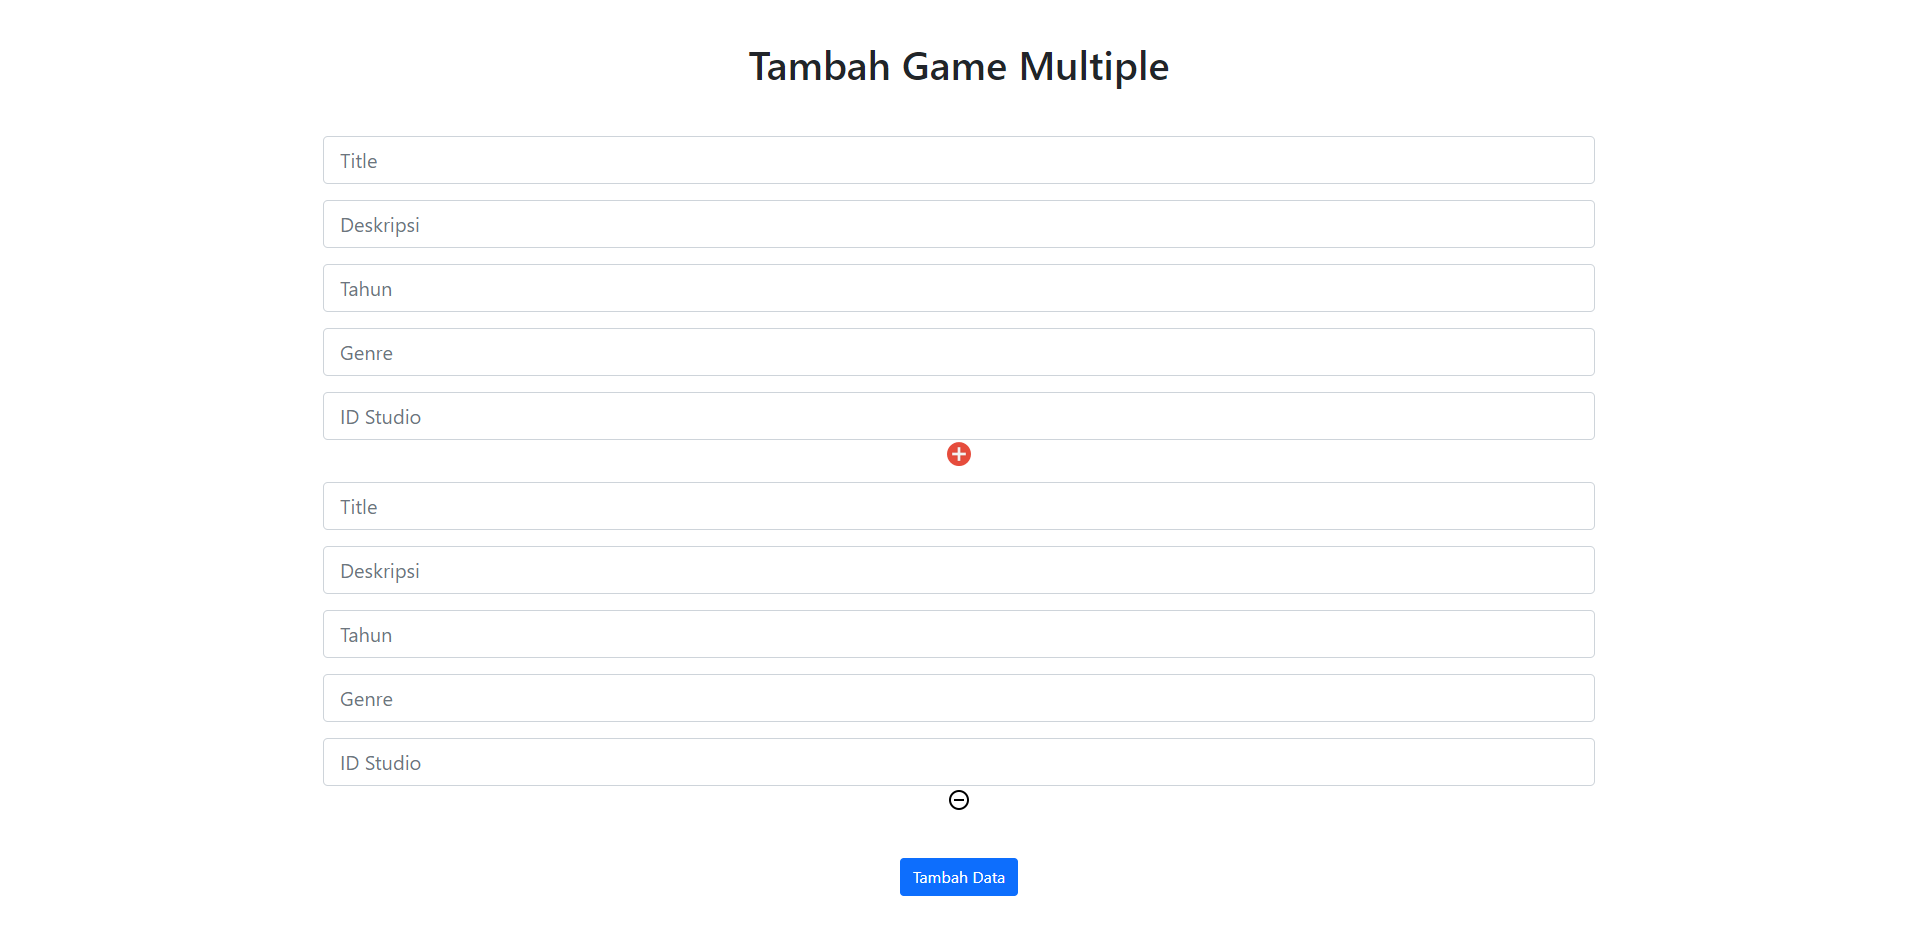 Tambah Game Multiple
Title
Deskripsi
Tahun
Genre
ID Studio
Title
Deskripsi
Tahun
Genre
ID Studio
Tambah Data